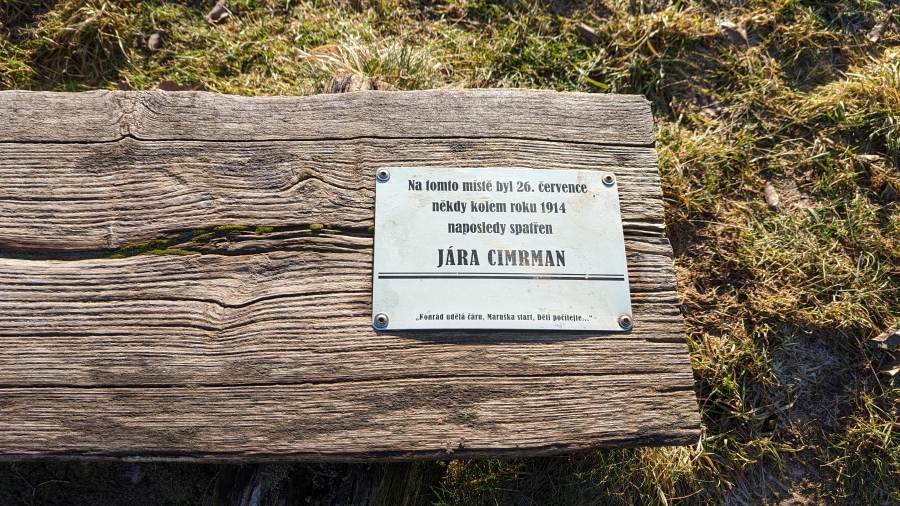 Na tomto místě byl 26. července
někdy kolem roku 1914
naposledy spatřen
JÁRA CIMRMAN
„Konrád udělá čáru, Maruška start, Děti počítejte..."